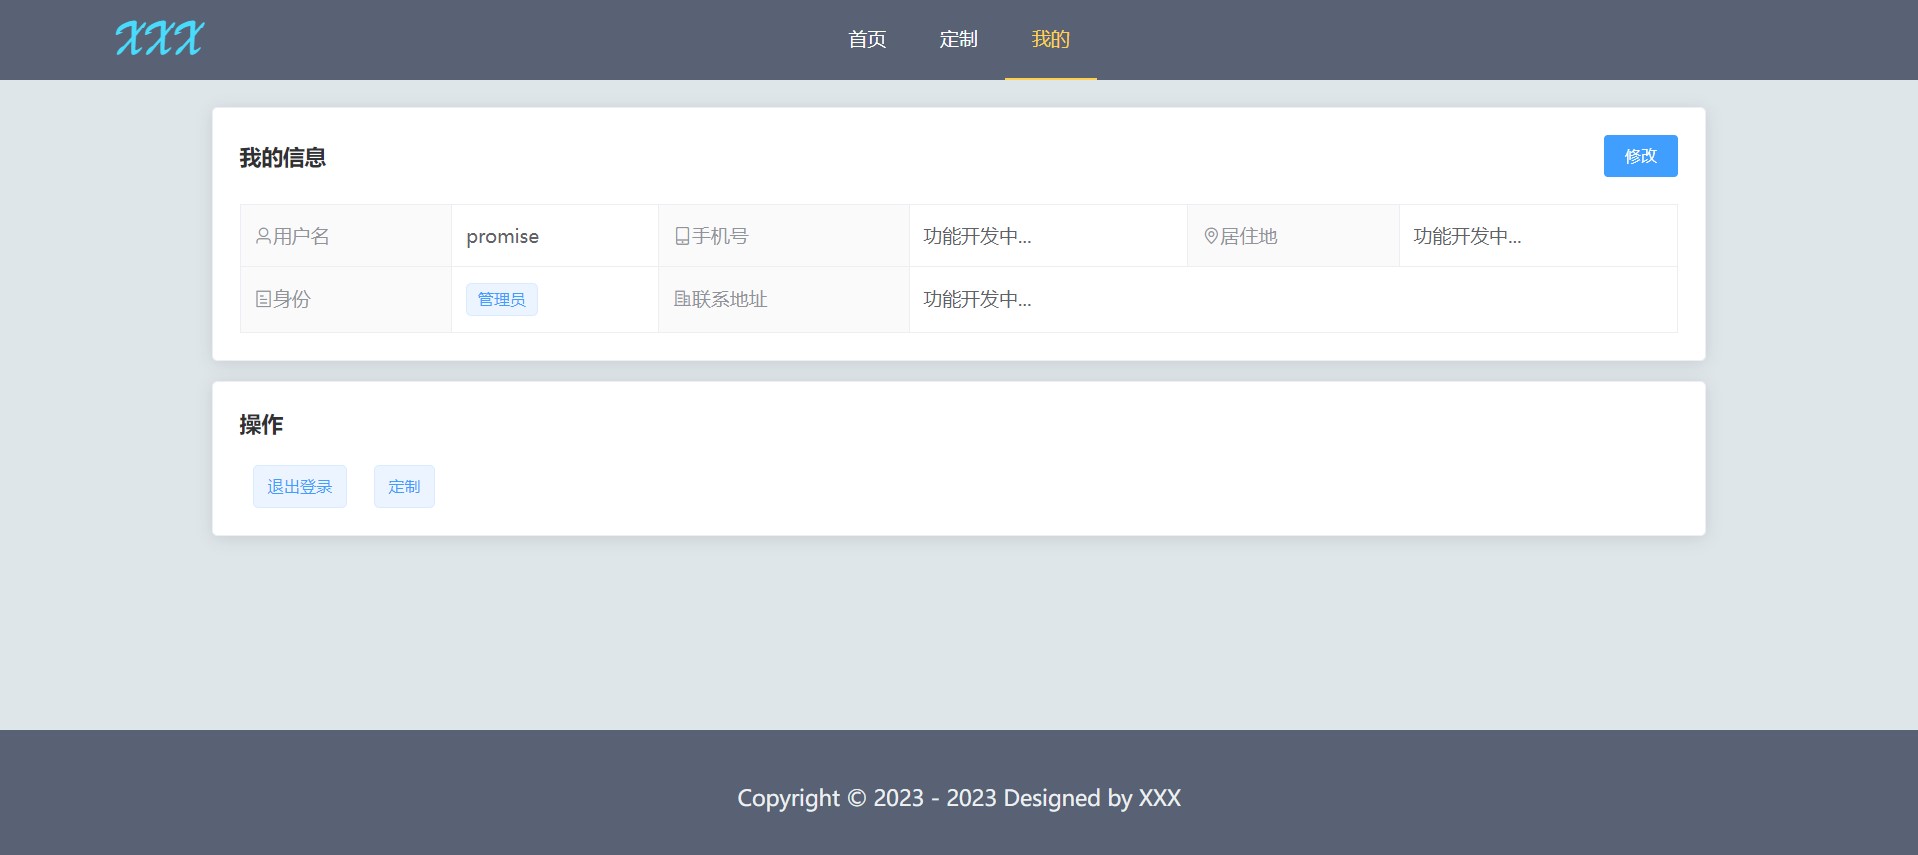 XXX
首页 定制 我的
我的信息 修改
用户名 promise 手机号 功能开发中... 居住地 功能开发中...
身份 管理员 联系地址 功能开发中...
操作
退出登录 定制
Copyright © 2023 - 2023 Designed by XXX